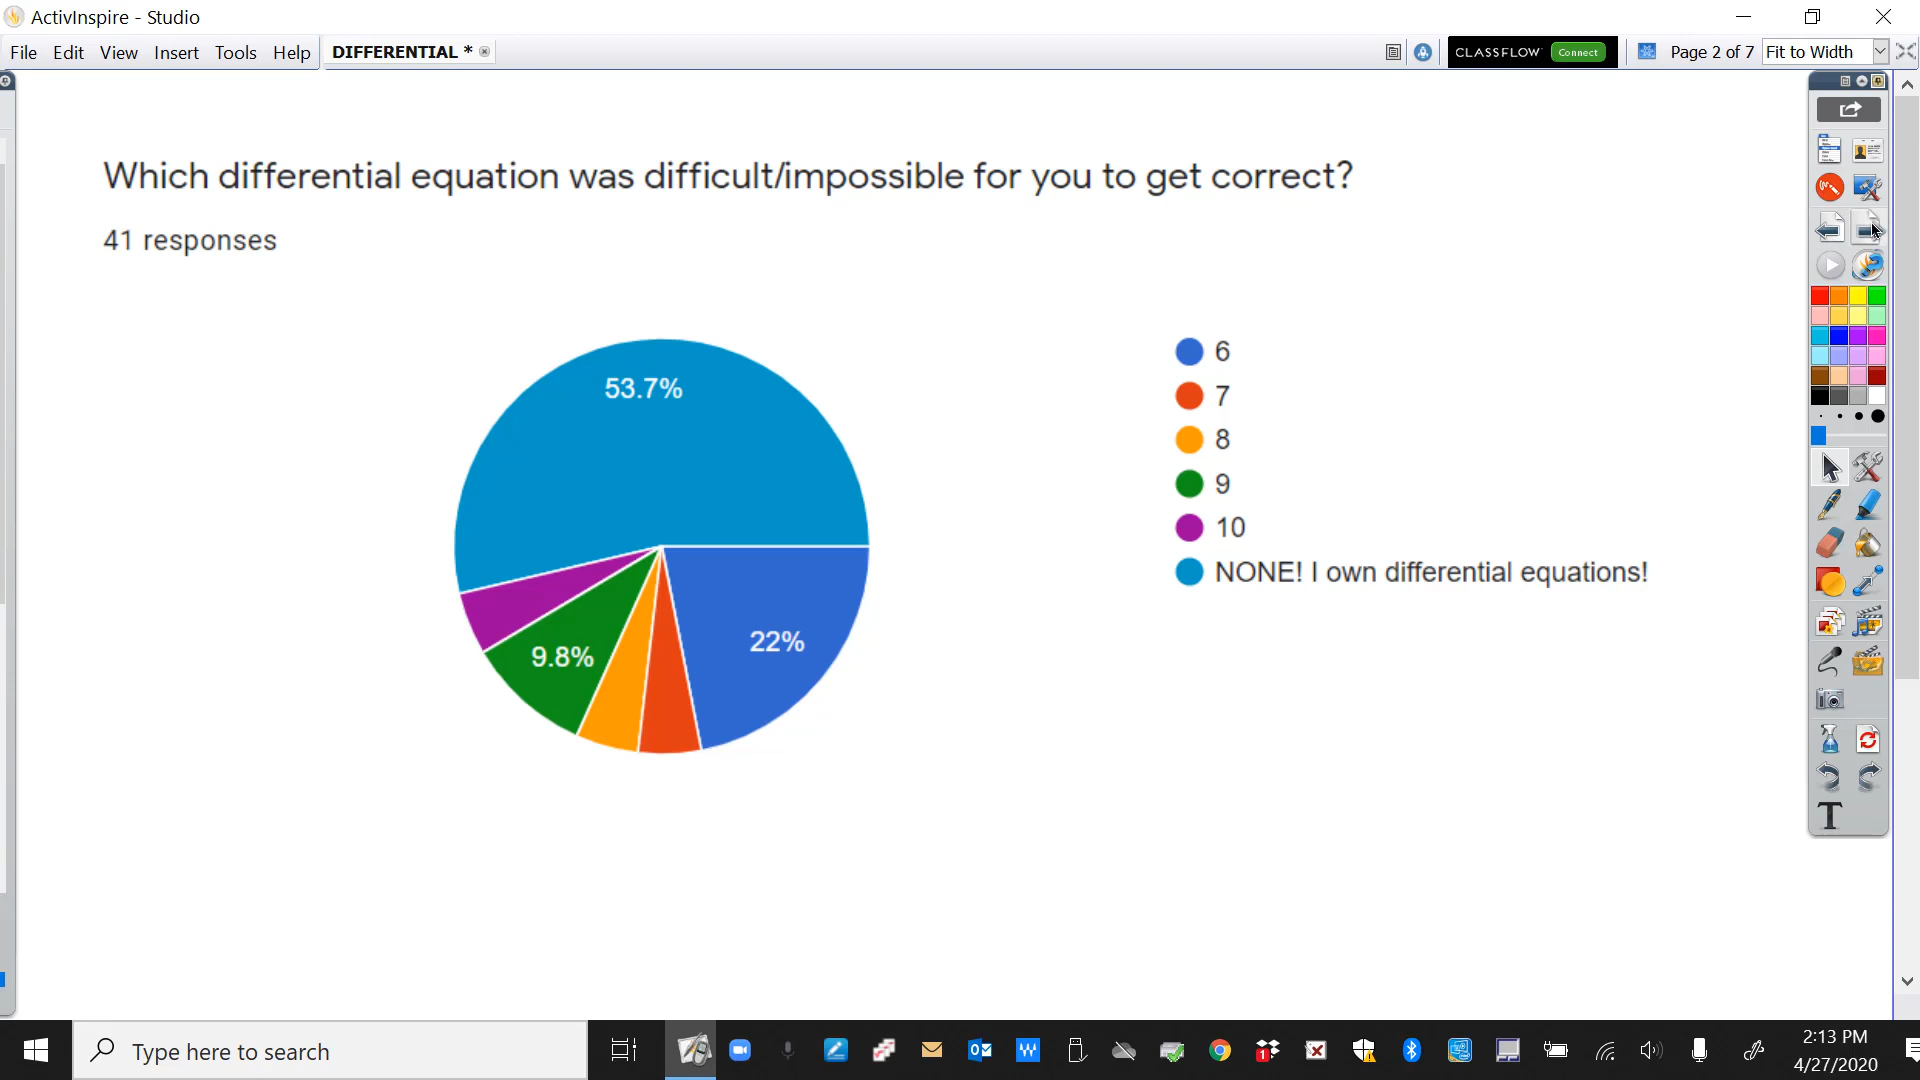 ActivInspire - Studio
File Edit View Insert Tools Help DIFFERENTIAL * CLASSFLOW Connect Page 2 of 7 Fit to Width
Which differential equation was difficult/impossible for you to get correct?
41 responses
53.7%
22%
9.8%
6
7
8
9
10
NONE! I own differential equations!
T
Type here to search
1
2:13 PM
4/27/2020